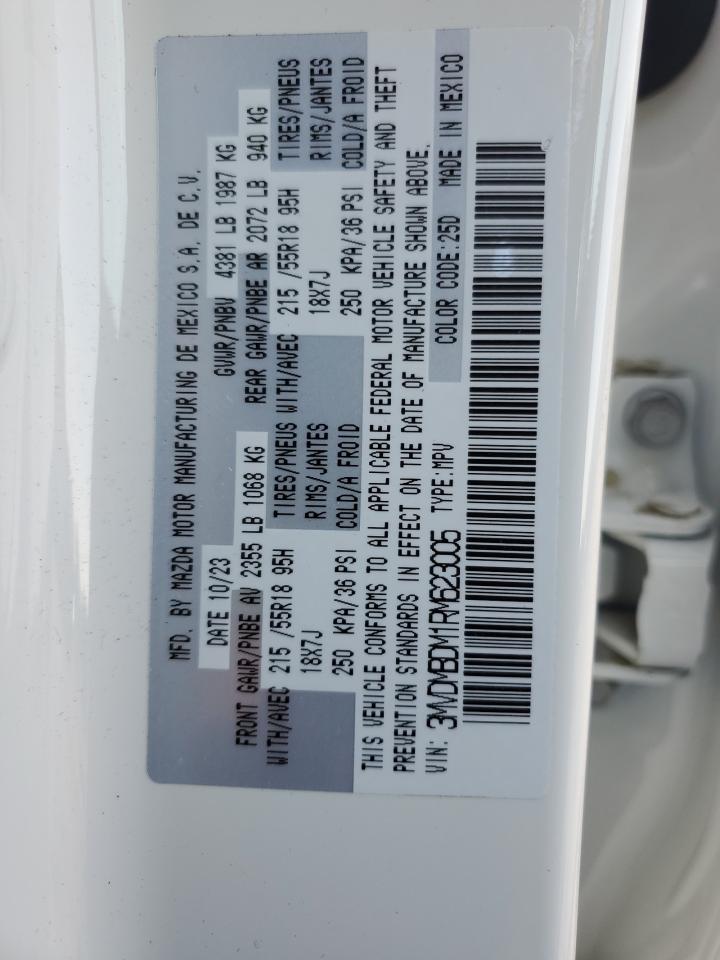 MFD. BY MAZDA MOTOR MANUFACTURING DE MEXICO S.A. DE C.V.
DATE 10/23 GVWR/PNBV 4381 LB 1987 KG
FRONT GAWR/PNBE AV 2355 LB 1068 KG REAR GAWR/PNBE AR 2072 LB 940 KG
WITH/AVEC 215 /55R18 95H TIRES/PNEUS WITH/AVEC 215 /55R18 95H TIRES/PNEUS
18X7J RIMS/JANTES 18X7J RIMS/JANTES
250 KPA/36 PSI COLD/A FROID 250 KPA/36 PSI COLD/A FROID
THIS VEHICLE CONFORMS TO ALL APPLICABLE FEDERAL MOTOR VEHICLE SAFETY AND THEFT
PREVENTION STANDARDS IN EFFECT ON THE DATE OF MANUFACTURE SHOWN ABOVE.
VIN: 3MVDMBDM1RM623005 TYPE:MPV COLOR CODE:25D MADE IN MEXICO